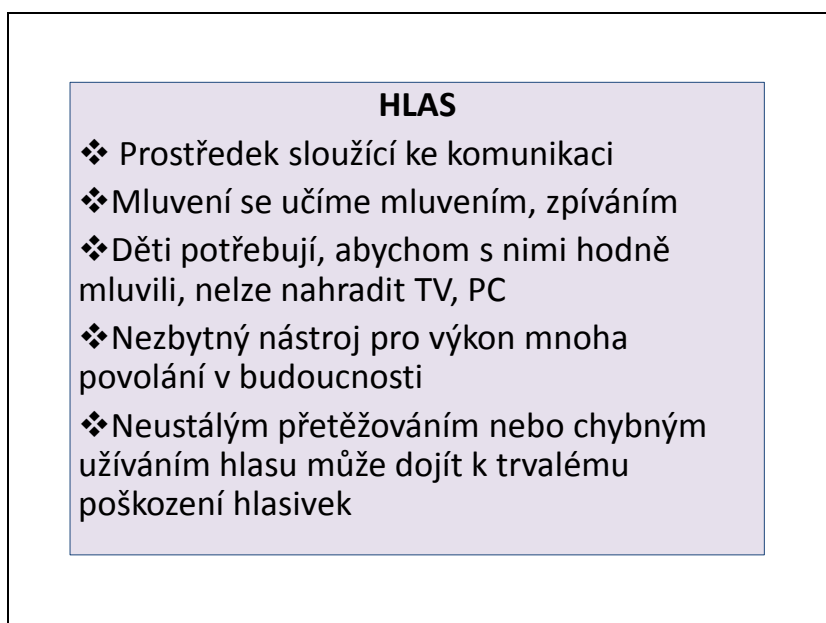 HLAS
❖ Prostředek sloužící ke komunikaci
❖Mluvení se učíme mluvením, zpíváním
❖Děti potřebují, abychom s nimi hodně
mluvili, nelze nahradit TV, PC
❖Nezbytný nástroj pro výkon mnoha
povolání v budoucnosti
❖Neustálým přetěžováním nebo chybným
užíváním hlasu může dojít k trvalému
poškození hlasivek